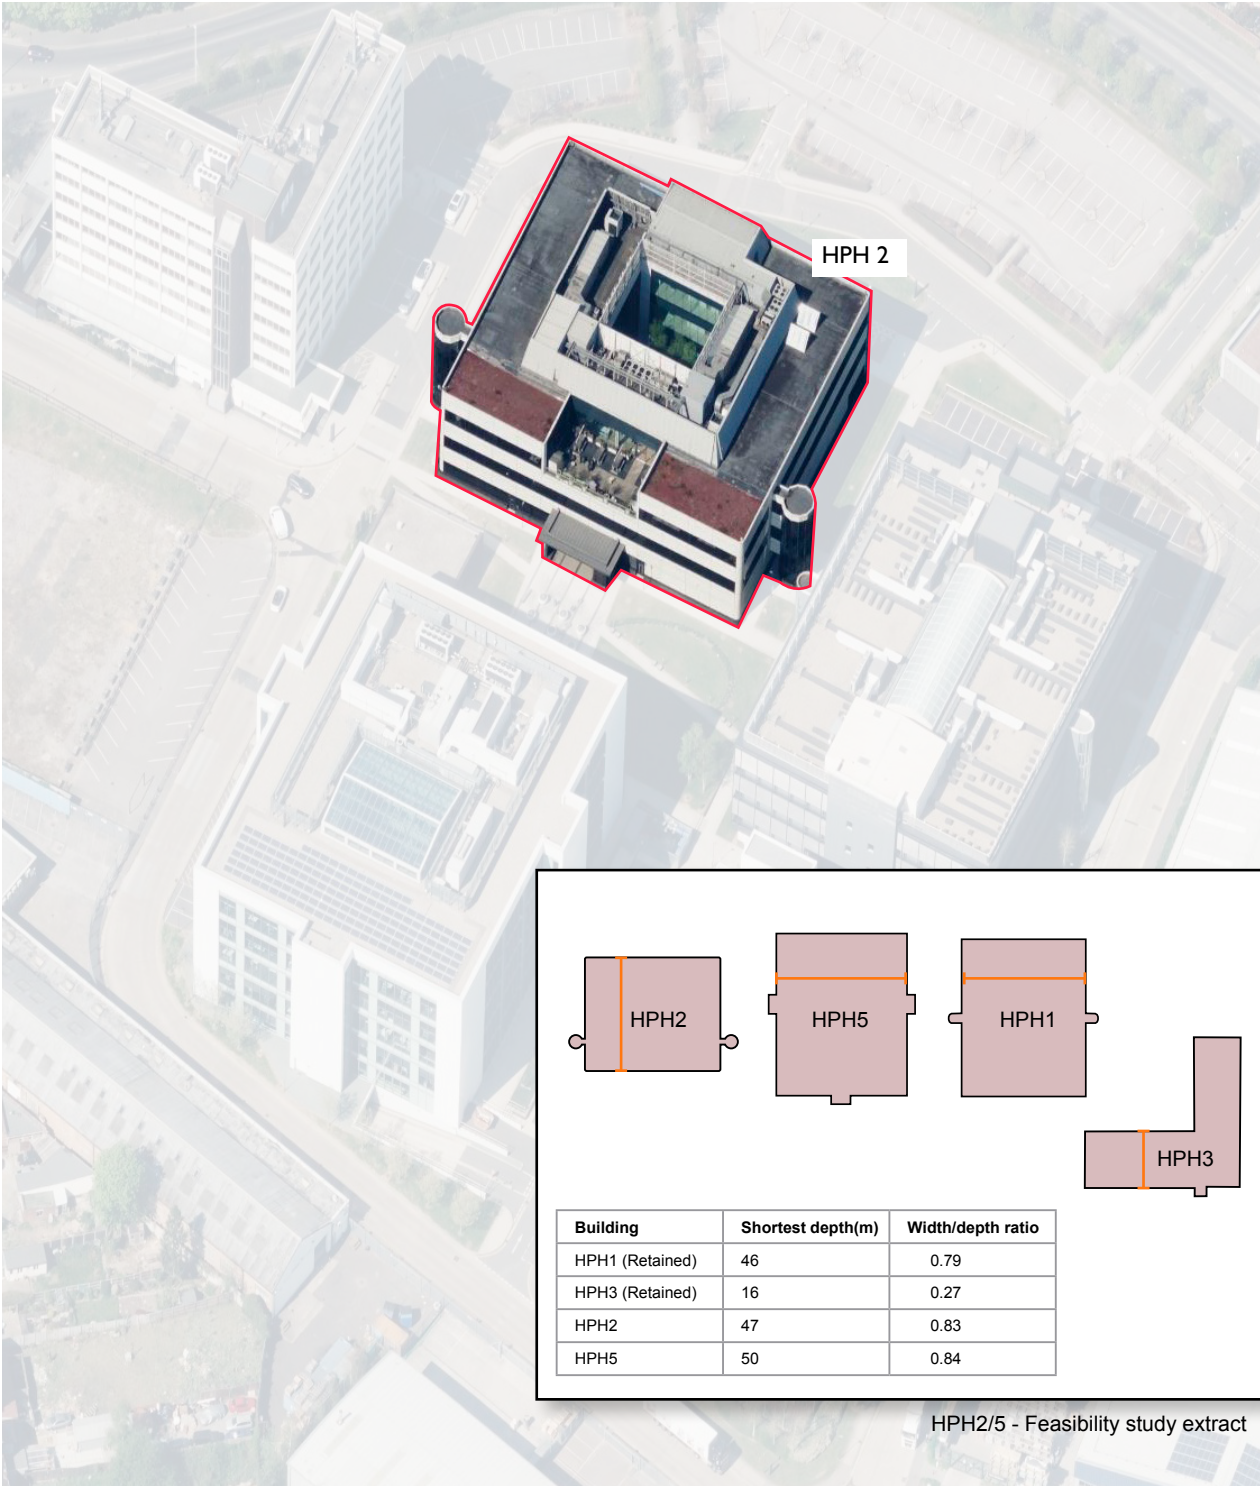 HPH 2
HPH2
HPH5
HPH1
HPH3
Building Shortest depth(m) Width/depth ratio
HPH1 (Retained) 46 0.79
HPH3 (Retained) 16 0.27
HPH2 47 0.83
HPH5 50 0.84
HPH2/5 - Feasibility study extract